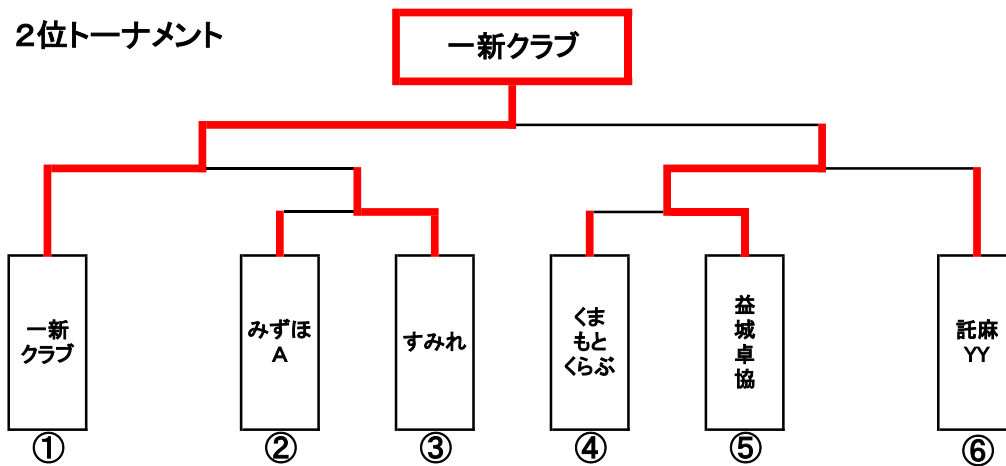 2位トーナメント
一新クラブ
一新
クラブ
みずほ
A
すみれ
くま
もと
くらぶ
益
城
卓
協
託麻
YY
①
②
③
④
⑤
⑥